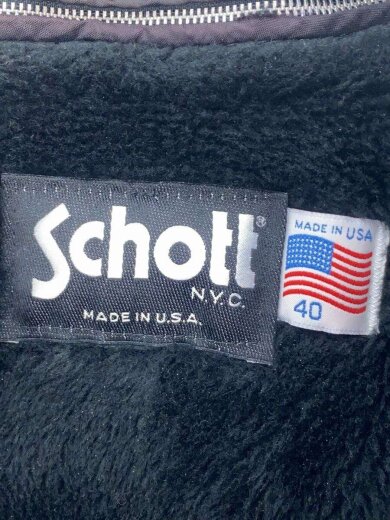 Schott®
N.Y.C.
MADE IN U.S.A.
MADE IN USA
40